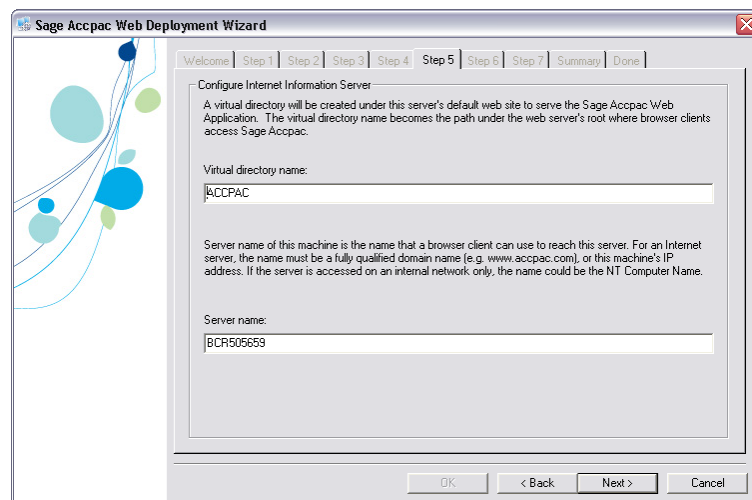 Sage Accpac Web Deployment Wizard
Welcome Step 1 Step 2 Step 3 Step 4 Step 5 Step 6 Step 7 Summary Done
Configure Internet Information Server
A virtual directory will be created under this server's default web site to serve the Sage Accpac Web
Application. The virtual directory name becomes the path under the web server's root where browser clients
access Sage Accpac.
Virtual directory name:
ACCPAC
Server name of this machine is the name that a browser client can use to reach this server. For an Internet
server, the name must be a fully qualified domain name (e.g. www.accpac.com), or this machine's IP
address. If the server is accessed on an internal network only, the name could be the NT Computer Name.
Server name:
BCR505659
OK < Back Next > Cancel